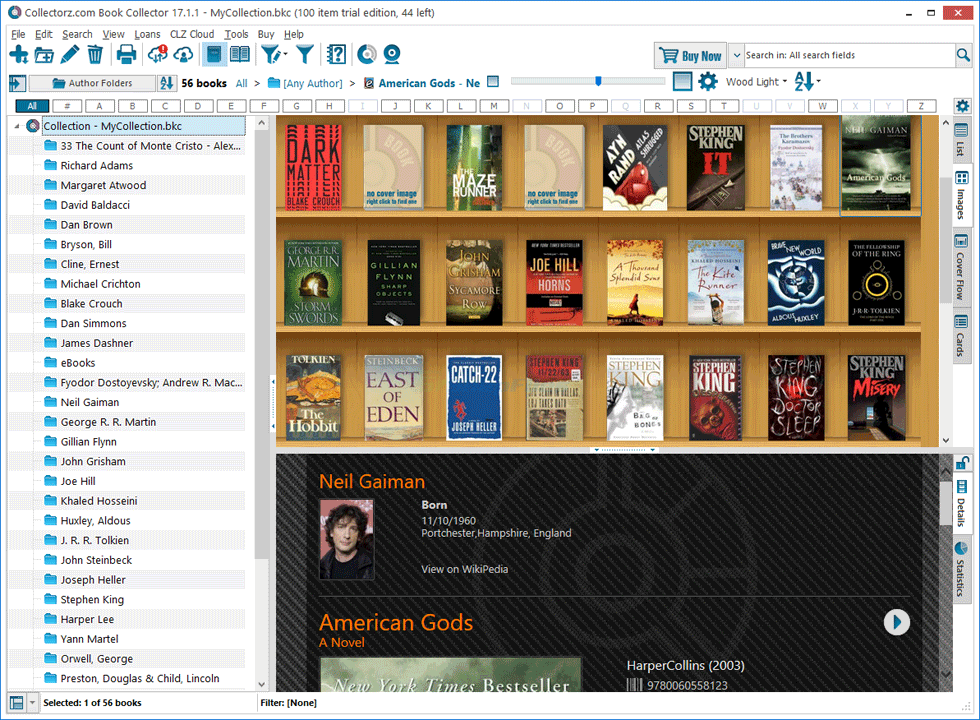 Collectorz.com Book Collector 17.1.1 - MyCollection.bkc (100 item trial edition, 44 left)
File Edit Search View Loans CLZ Cloud Tools Buy Help
Buy Now
Search in: All search fields
Author Folders
56 books All > [Any Author] > American Gods - Ne
Wood Light
All # A B C D E F G H I J K L M N O P Q R S T U V W X Y Z
Collection - MyCollection.bkc
33 The Count of Monte Cristo - Alex...
Richard Adams
Margaret Atwood
David Baldacci
Dan Brown
Bryson, Bill
Cline, Ernest
Michael Crichton
Blake Crouch
Dan Simmons
James Dashner
eBooks
Fyodor Dostoyevsky; Andrew R. Mac...
Neil Gaiman
George R. R. Martin
Gillian Flynn
John Grisham
Joe Hill
Khaled Hosseini
Huxley, Aldous
J. R. R. Tolkien
John Steinbeck
Joseph Heller
Stephen King
Harper Lee
Yann Martel
Orwell, George
Preston, Douglas & Child, Lincoln
DARK
MATTER
BLAKE CROUCH
BOOK
no cover image
right click to find one
THE
MAZE
RUNNER
BOOK
no cover image
right click to find one
AYN
RAND
ATLAS SHRUGGED
STEPHEN
KING
IT
The Brothers
Karamazov
Fyodor Dostoevsky
NEIL GAIMAN
American Gods
GEORGE R.R.
MARTIN
STORM
SWORDS
GILLIAN
FLYNN
SHARP
OBJECTS
JOHN
GRISHAM
SYCAMORE
ROW
JOE HILL
HORNS
A Thousand
Splendid Suns
KHALED HOSSEINI
KHALED HOSSEINI
The Kite
Runner
BRAVE NEW
WORLD
ALDOUS HUXLEY
THE FELLOWSHIP
OF THE RING
J·R·R·TOLKIEN
TOLKIEN
The
Hobbit
STEINBECK
EAST
OF
EDEN
CATCH-22
JOSEPH HELLER
STEPHEN KING
11/22/63
JFK SLAIN IN DALLAS
LBJ TAKES OATH
STEPHEN
KING
BAG OF
BONES
STEPHEN
KING
STEPHEN
KING
DOCTOR
SLEEP
STEPHEN
KING
MISERY
List
Images
Cover Flow
Cards
Neil Gaiman
Born
11/10/1960
Portchester,Hampshire, England
View on WikiPedia
American Gods
A Novel
New York Times Bestseller
HarperCollins (2003)
9780060558123
Details
Statistics
Selected: 1 of 56 books
Filter: [None]